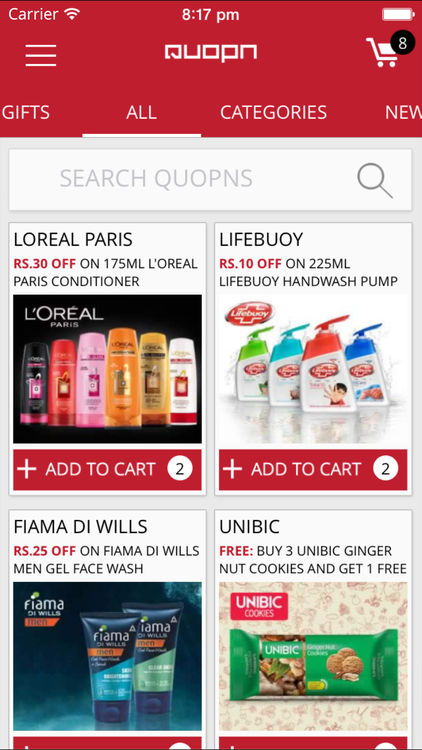 Carrier 8:17 pm
QUOPN
8
GIFTS ALL CATEGORIES NEW
SEARCH QUOPNS
LOREAL PARIS
RS.30 OFF ON 175ML L'OREAL
PARIS CONDITIONER
L'ORÉAL
PARIS
+ ADD TO CART 2
LIFEBUOY
RS.10 OFF ON 225ML
LIFEBUOY HANDWASH PUMP
Lifebuoy
+ ADD TO CART 2
FIAMA DI WILLS
RS.25 OFF ON FIAMA DI WILLS
MEN GEL FACE WASH
fiama
DI WILLS
men
fiama
DI WILLS
men
fiama
DI WILLS
men
UNIBIC
FREE: BUY 3 UNIBIC GINGER
NUT COOKIES AND GET 1 FREE
UNIBIC
COOKIES
UNIBIC
GingerNut
Cookies